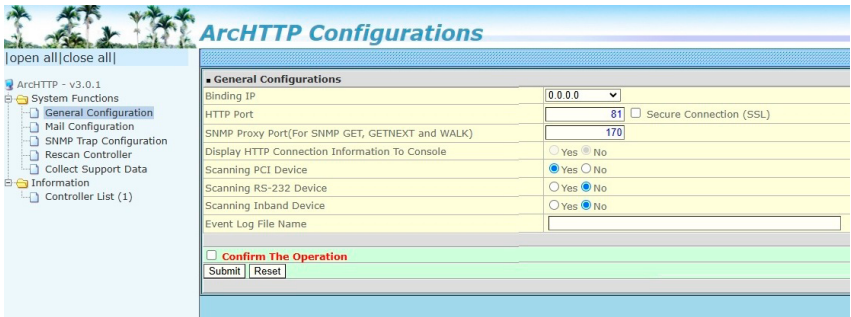 ArcHTTP Configurations
|open all|close all|
ArcHTTP - v3.0.1
System Functions
General Configuration
Mail Configuration
SNMP Trap Configuration
Rescan Controller
Collect Support Data
Information
Controller List (1)
General Configurations
Binding IP 0.0.0.0
HTTP Port 81 Secure Connection (SSL)
SNMP Proxy Port(For SNMP GET, GETNEXT and WALK) 170
Display HTTP Connection Information To Console Yes No
Scanning PCI Device Yes No
Scanning RS-232 Device Yes No
Scanning Inband Device Yes No
Event Log File Name
Confirm The Operation
Submit Reset